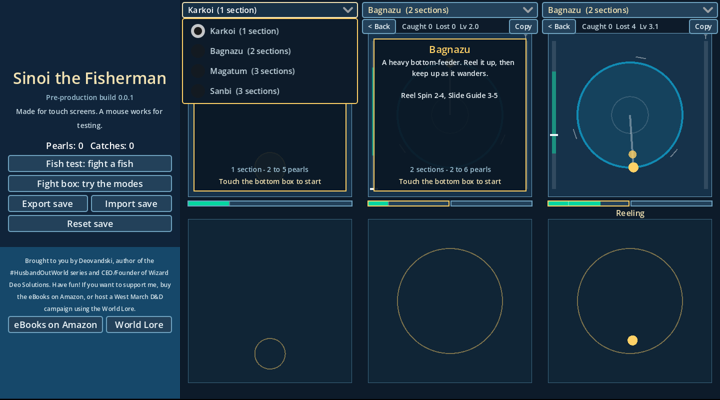 Sinoi the Fisherman
Pre-production build 0.0.1
Made for touch screens. A mouse works for
testing.
Pearls: 0 Catches: 0
Fish test: fight a fish
Fight box: try the modes
Export save
Import save
Reset save
Brought to you by Deovandski, author of the
#HusbandOutWorld series and CEO/Founder of Wizard
Deo Solutions. Have fun! If you want to support me, buy
the eBooks on Amazon, or host a West March D&D
campaign using the World Lore.
eBooks on Amazon
World Lore
Karkoi (1 section)
Karkoi (1 section)
Bagnazu (2 sections)
Magatum (3 sections)
Sanbi (3 sections)
1 section - 2 to 5 pearls
Touch the bottom box to start
Bagnazu (2 sections)
< Back
Caught 0 Lost 0 Lv 2.0
Copy
Bagnazu
A heavy bottom-feeder. Reel it up, then
keep up as it wanders.
Reel Spin 2-4, Slide Guide 3-5
2 sections - 2 to 6 pearls
Touch the bottom box to start
Bagnazu (2 sections)
< Back
Caught 0 Lost 4 Lv 3.1
Copy
Reeling